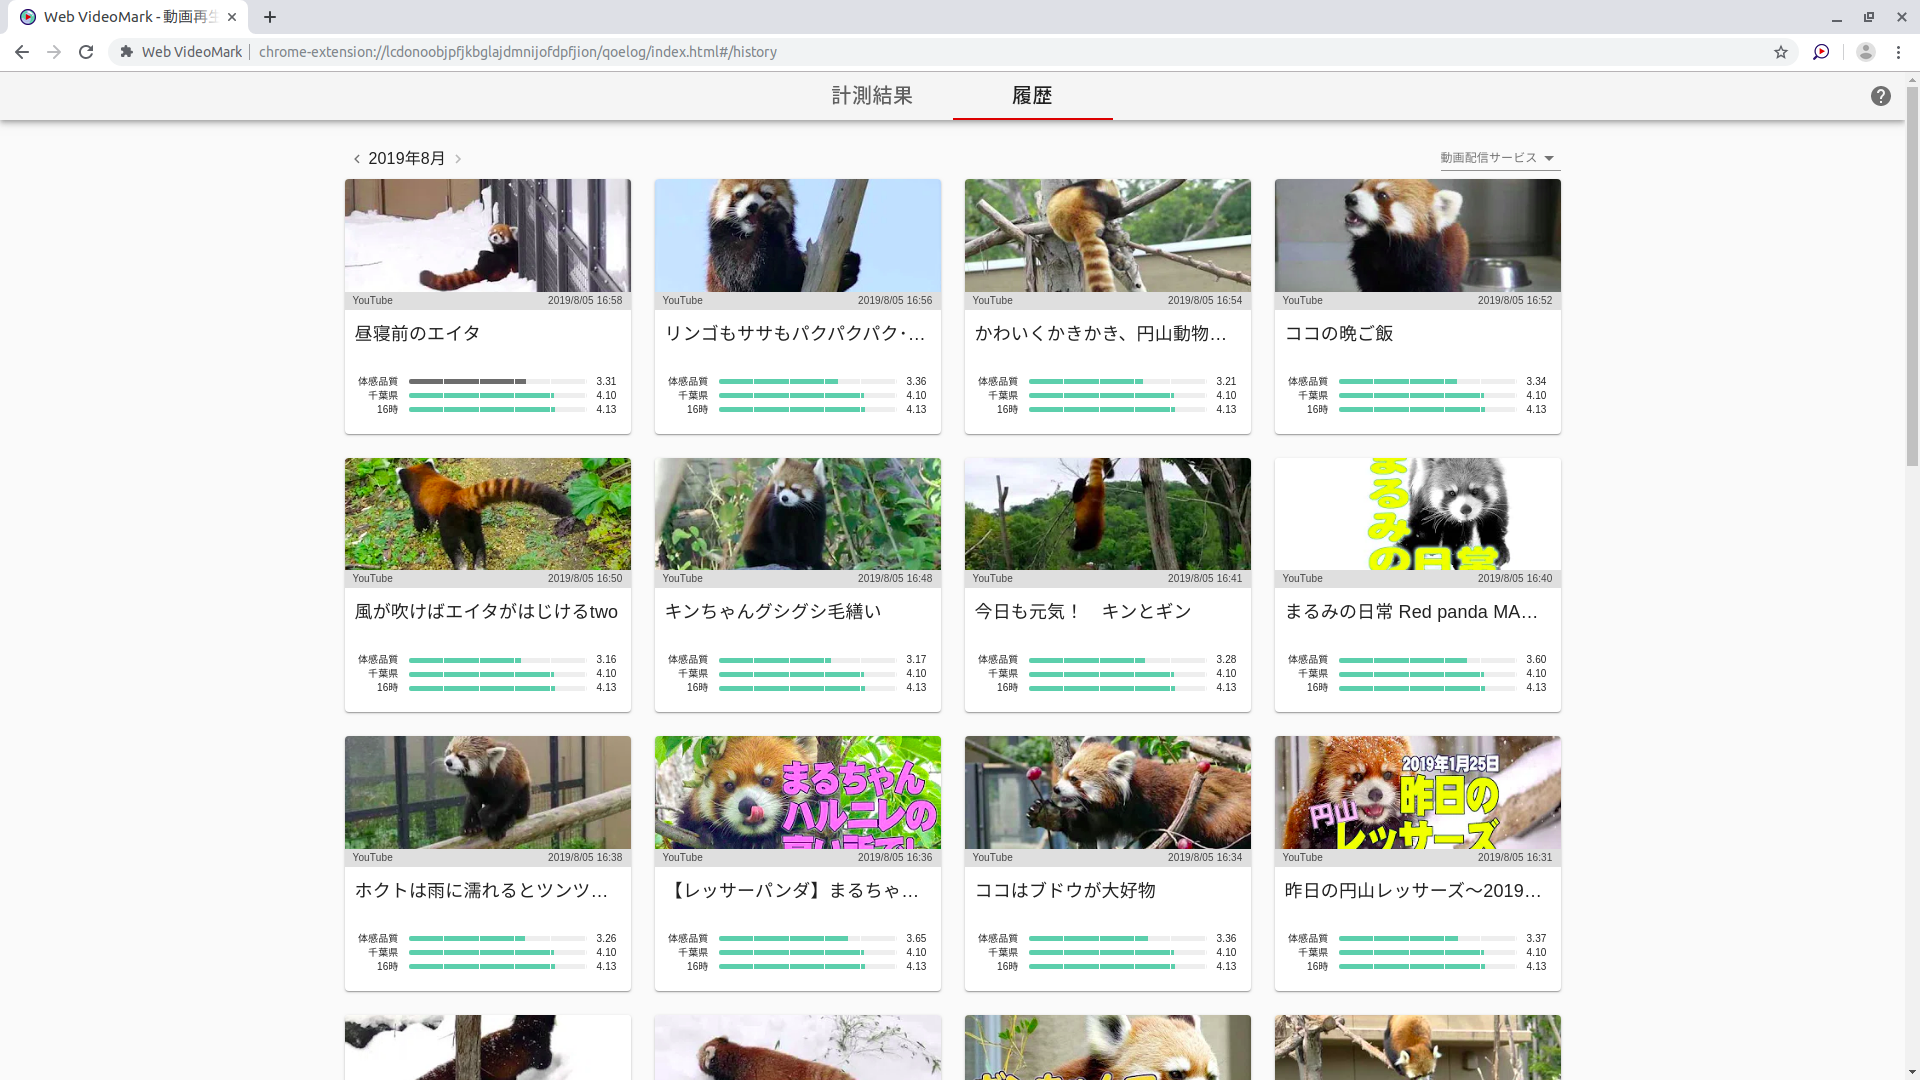 Web VideoMark - 動画再生
Web VideoMark
chrome-extension://lcdonoobjpfjkbglajdmnijofdpfjion/qoelog/index.html#/history
計測結果
履歴
2019年8月
動画配信サービス
YouTube 2019/8/05 16:58
YouTube 2019/8/05 16:56
YouTube 2019/8/05 16:54
YouTube 2019/8/05 16:52
昼寝前のエイタ
リンゴもササもパクパクパク･…
かわいくかきかき、円山動物…
ココの晩ご飯
体感品質 3.31
千葉県 4.10
16時 4.13
体感品質 3.36
千葉県 4.10
16時 4.13
体感品質 3.21
千葉県 4.10
16時 4.13
体感品質 3.34
千葉県 4.10
16時 4.13
まるみ
の日常
YouTube 2019/8/05 16:50
YouTube 2019/8/05 16:48
YouTube 2019/8/05 16:41
YouTube 2019/8/05 16:40
風が吹けばエイタがはじけるtwo
キンちゃんグシグシ毛繕い
今日も元気！　キンとギン
まるみの日常 Red panda MA…
体感品質 3.16
千葉県 4.10
16時 4.13
体感品質 3.17
千葉県 4.10
16時 4.13
体感品質 3.28
千葉県 4.10
16時 4.13
体感品質 3.60
千葉県 4.10
16時 4.13
まるちゃん
ハルニレの
2019年1月25日
昨日の
円山
レッサーズ
YouTube 2019/8/05 16:38
YouTube 2019/8/05 16:36
YouTube 2019/8/05 16:34
YouTube 2019/8/05 16:31
ホクトは雨に濡れるとツンツ…
【レッサーパンダ】まるちゃ…
ココはブドウが大好物
昨日の円山レッサーズ～2019…
体感品質 3.26
千葉県 4.10
16時 4.13
体感品質 3.65
千葉県 4.10
16時 4.13
体感品質 3.36
千葉県 4.10
16時 4.13
体感品質 3.37
千葉県 4.10
16時 4.13